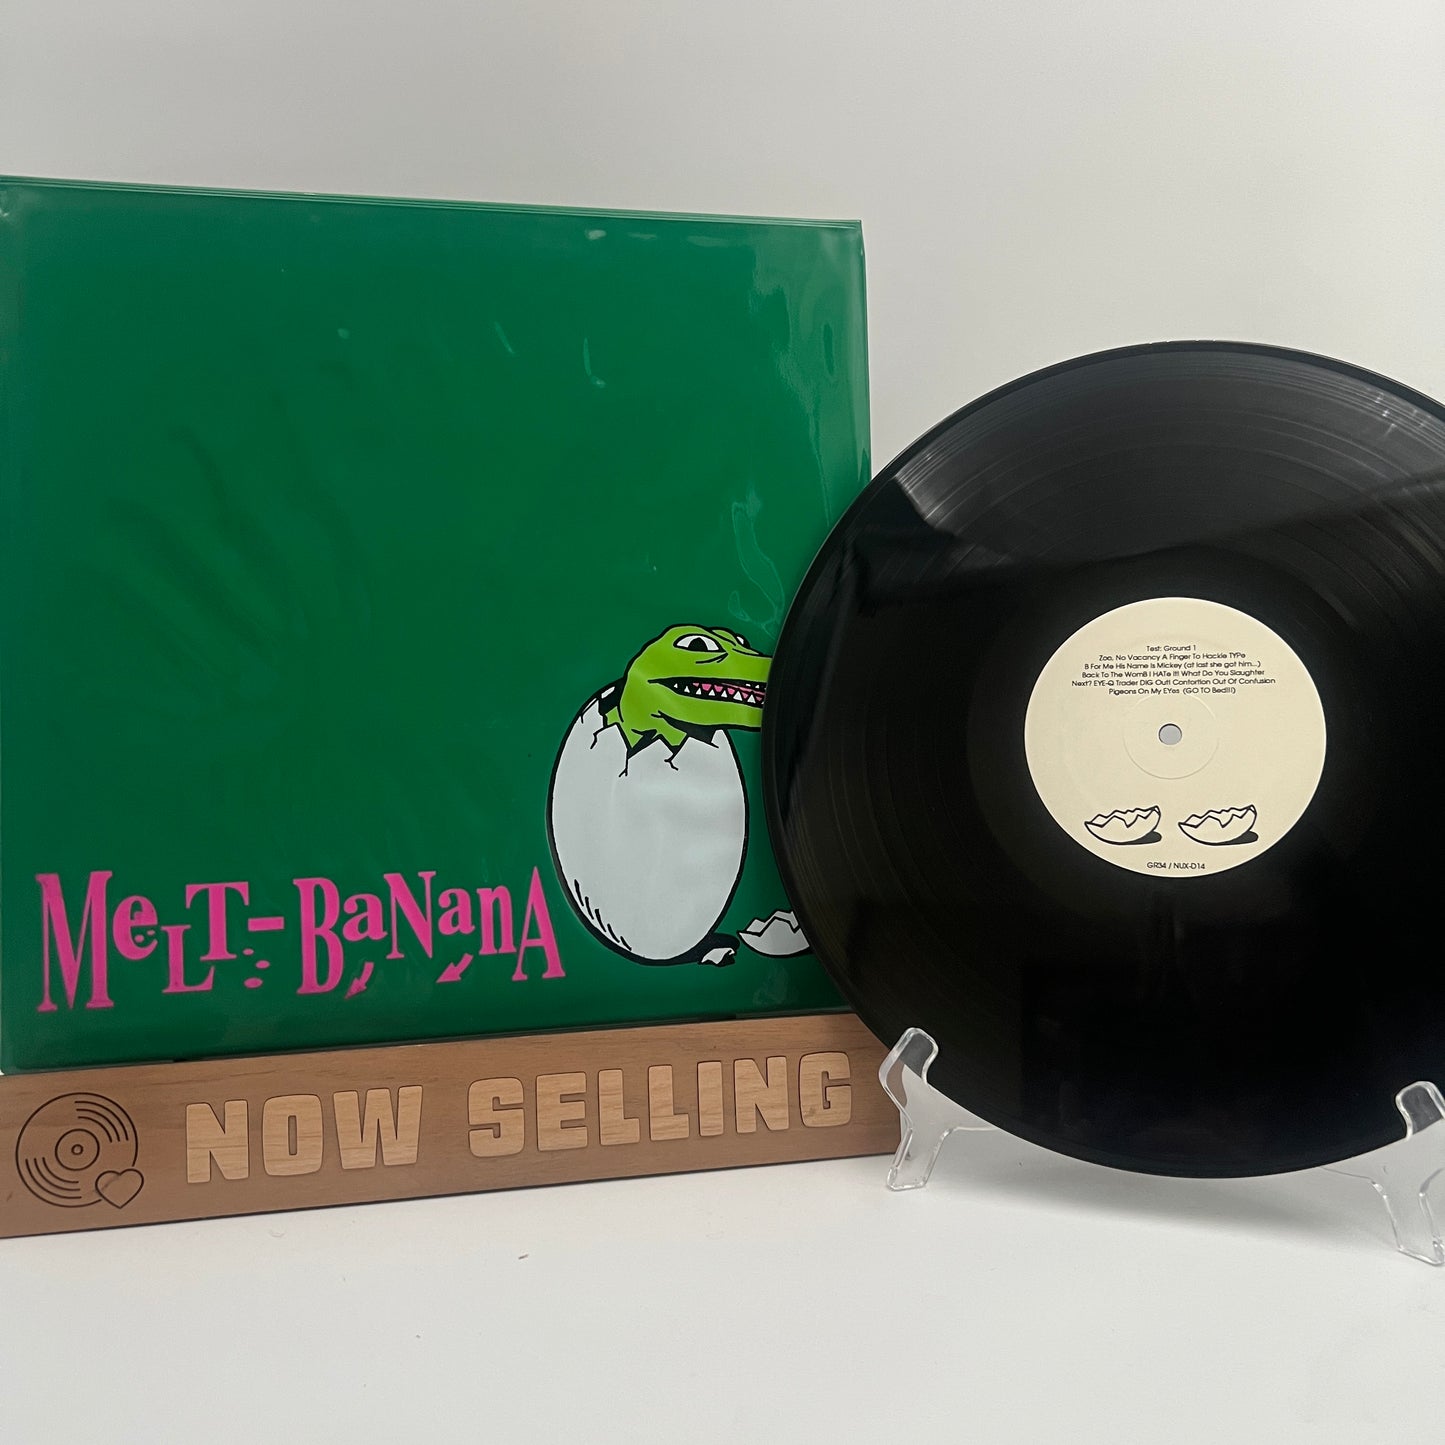 MeLT-BaNanA
NOW SELLING
Test: Ground 1
Zoo, No Vacancy A Finger To Hackle TYPe
B For Me His Name Is Mickey (at last she got him...)
Back To The WomB I HATe It! What Do You Slaughter
Next? EYE-Q Trader DIG Out! Contortion Out Of Confusion
Pigeons On My EYes (GO TO Bed!!!)
GR34 / NUX-D14